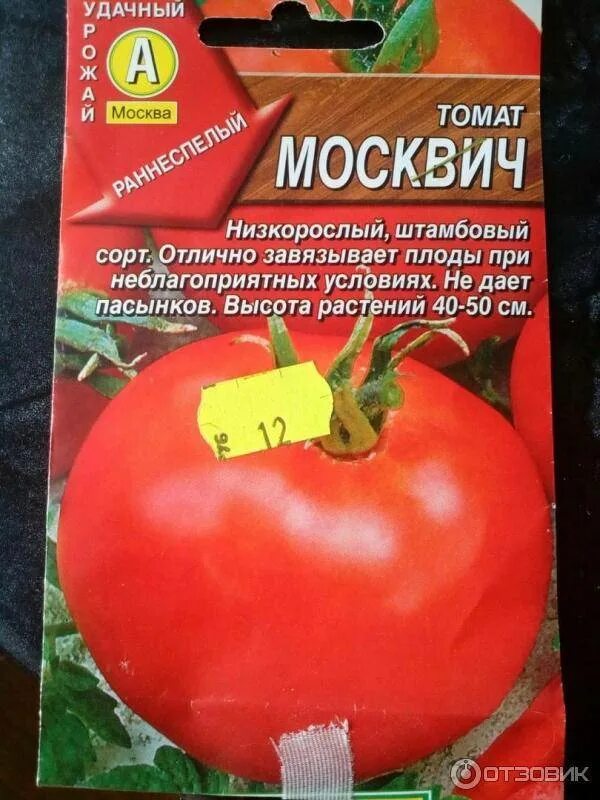 УДАЧНЫЙ
УРОЖАЙ
А
Москва
РАННЕСПЕЛЫЙ
ТОМАТ
МОСКВИЧ
Низкорослый, штамбовый
сорт. Отлично завязывает плоды при
неблагоприятных условиях. Не дает
пасынков. Высота растений 40-50 см.
12
ОТЗОВИК